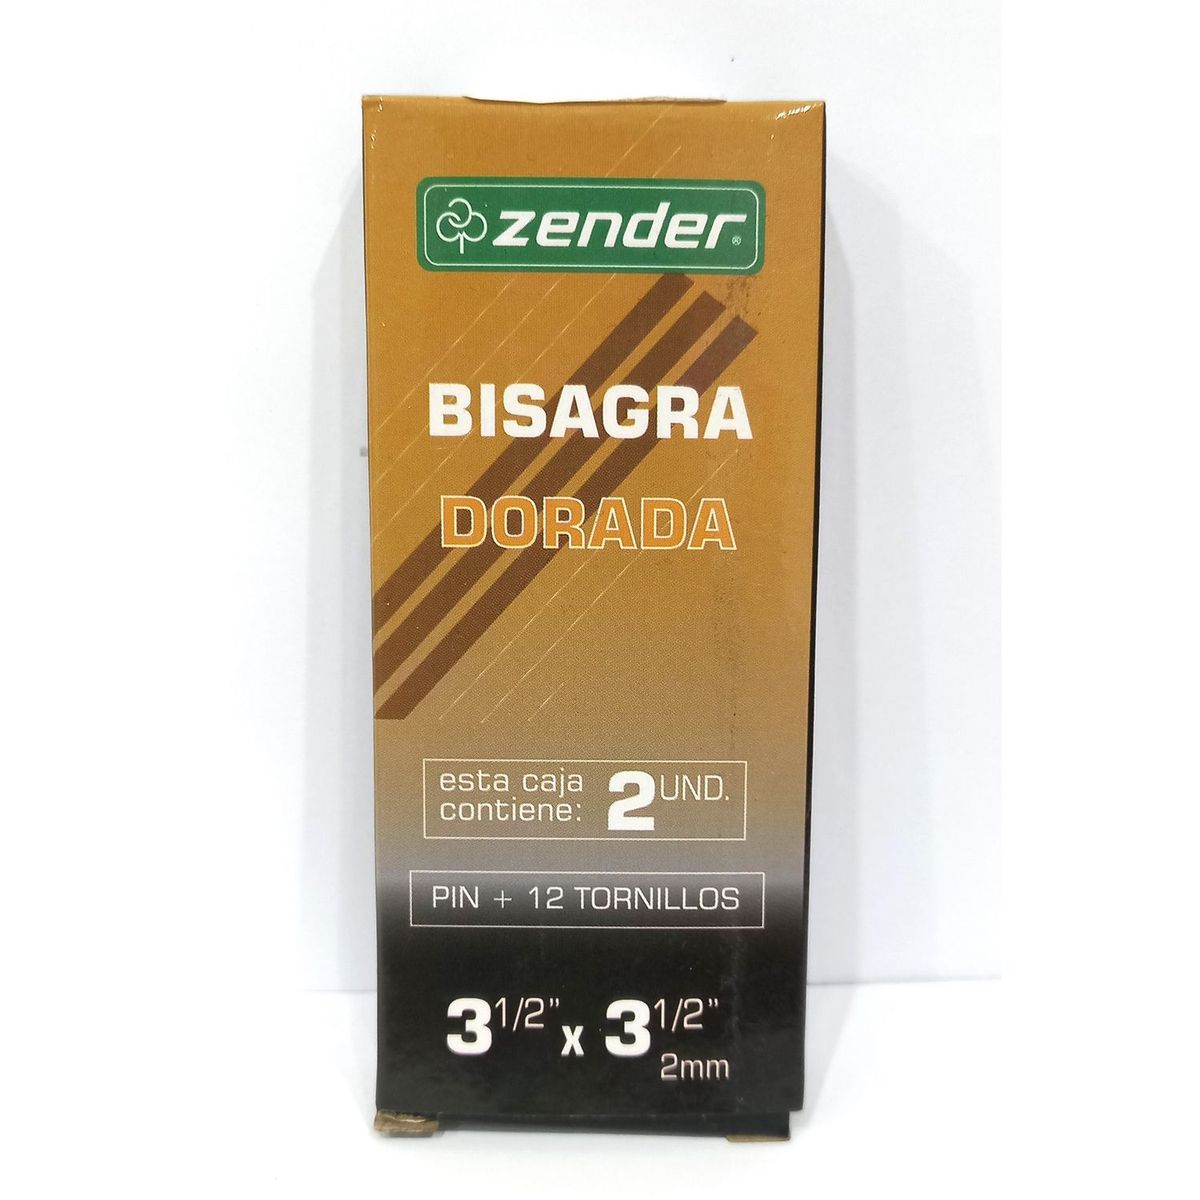 zender®
BISAGRA
DORADA
esta caja
contiene: 2 UND.
PIN + 12 TORNILLOS
3 1/2" x 3 1/2"
2mm